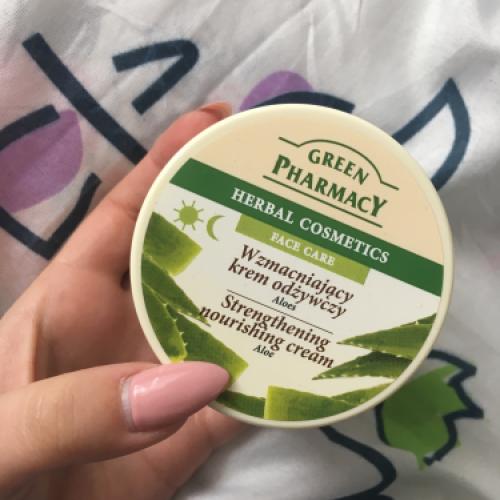 GREEN
PHARMACY
HERBAL COSMETICS
FACE CARE
Wzmacniający
krem odżywczy
Aloes
Strengthening
nourishing cream
Aloe